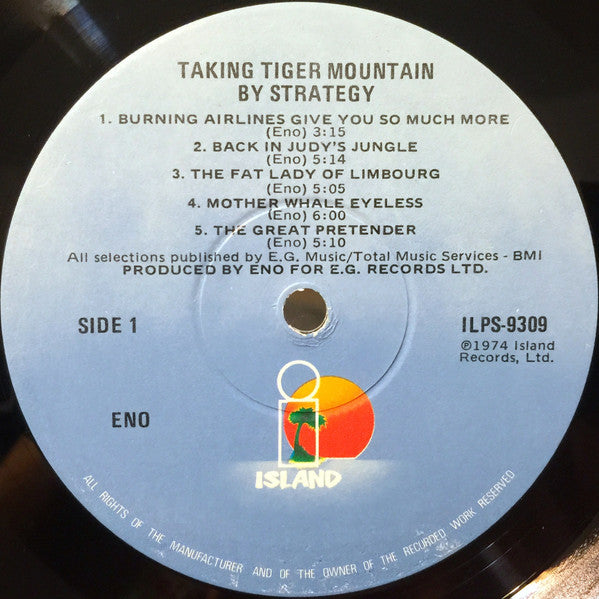 TAKING TIGER MOUNTAIN
BY STRATEGY
1. BURNING AIRLINES GIVE YOU SO MUCH MORE
(Eno) 3:15
2. BACK IN JUDY'S JUNGLE
(Eno) 5:14
3. THE FAT LADY OF LIMBOURG
(Eno) 5:05
4. MOTHER WHALE EYELESS
(Eno) 6:00
5. THE GREAT PRETENDER
(Eno) 5:10
All selections published by E.G. Music/Total Music Services - BMI
PRODUCED BY ENO FOR E.G. RECORDS LTD.
SIDE 1
ILPS-9309
℗1974 Island
Records, Ltd.
ENO
i
ISLAND
ALL RIGHTS OF THE MANUFACTURER AND OF THE OWNER OF THE RECORDED WORK RESERVED